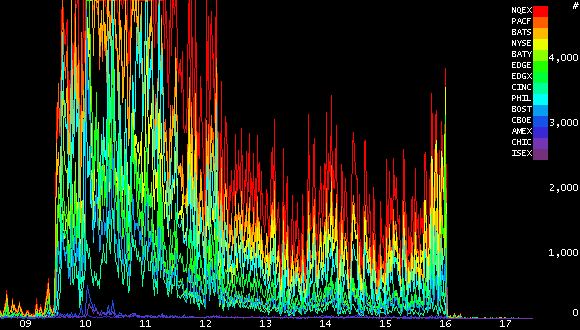 #
NQEX
PACF
BATS
NYSE
BATY
EDGE
EDGX
CINC
PHIL
BOST
CBOE
AMEX
CHIC
ISEX
4,000
3,000
2,000
1,000
0
09 10 11 12 13 14 15 16 17